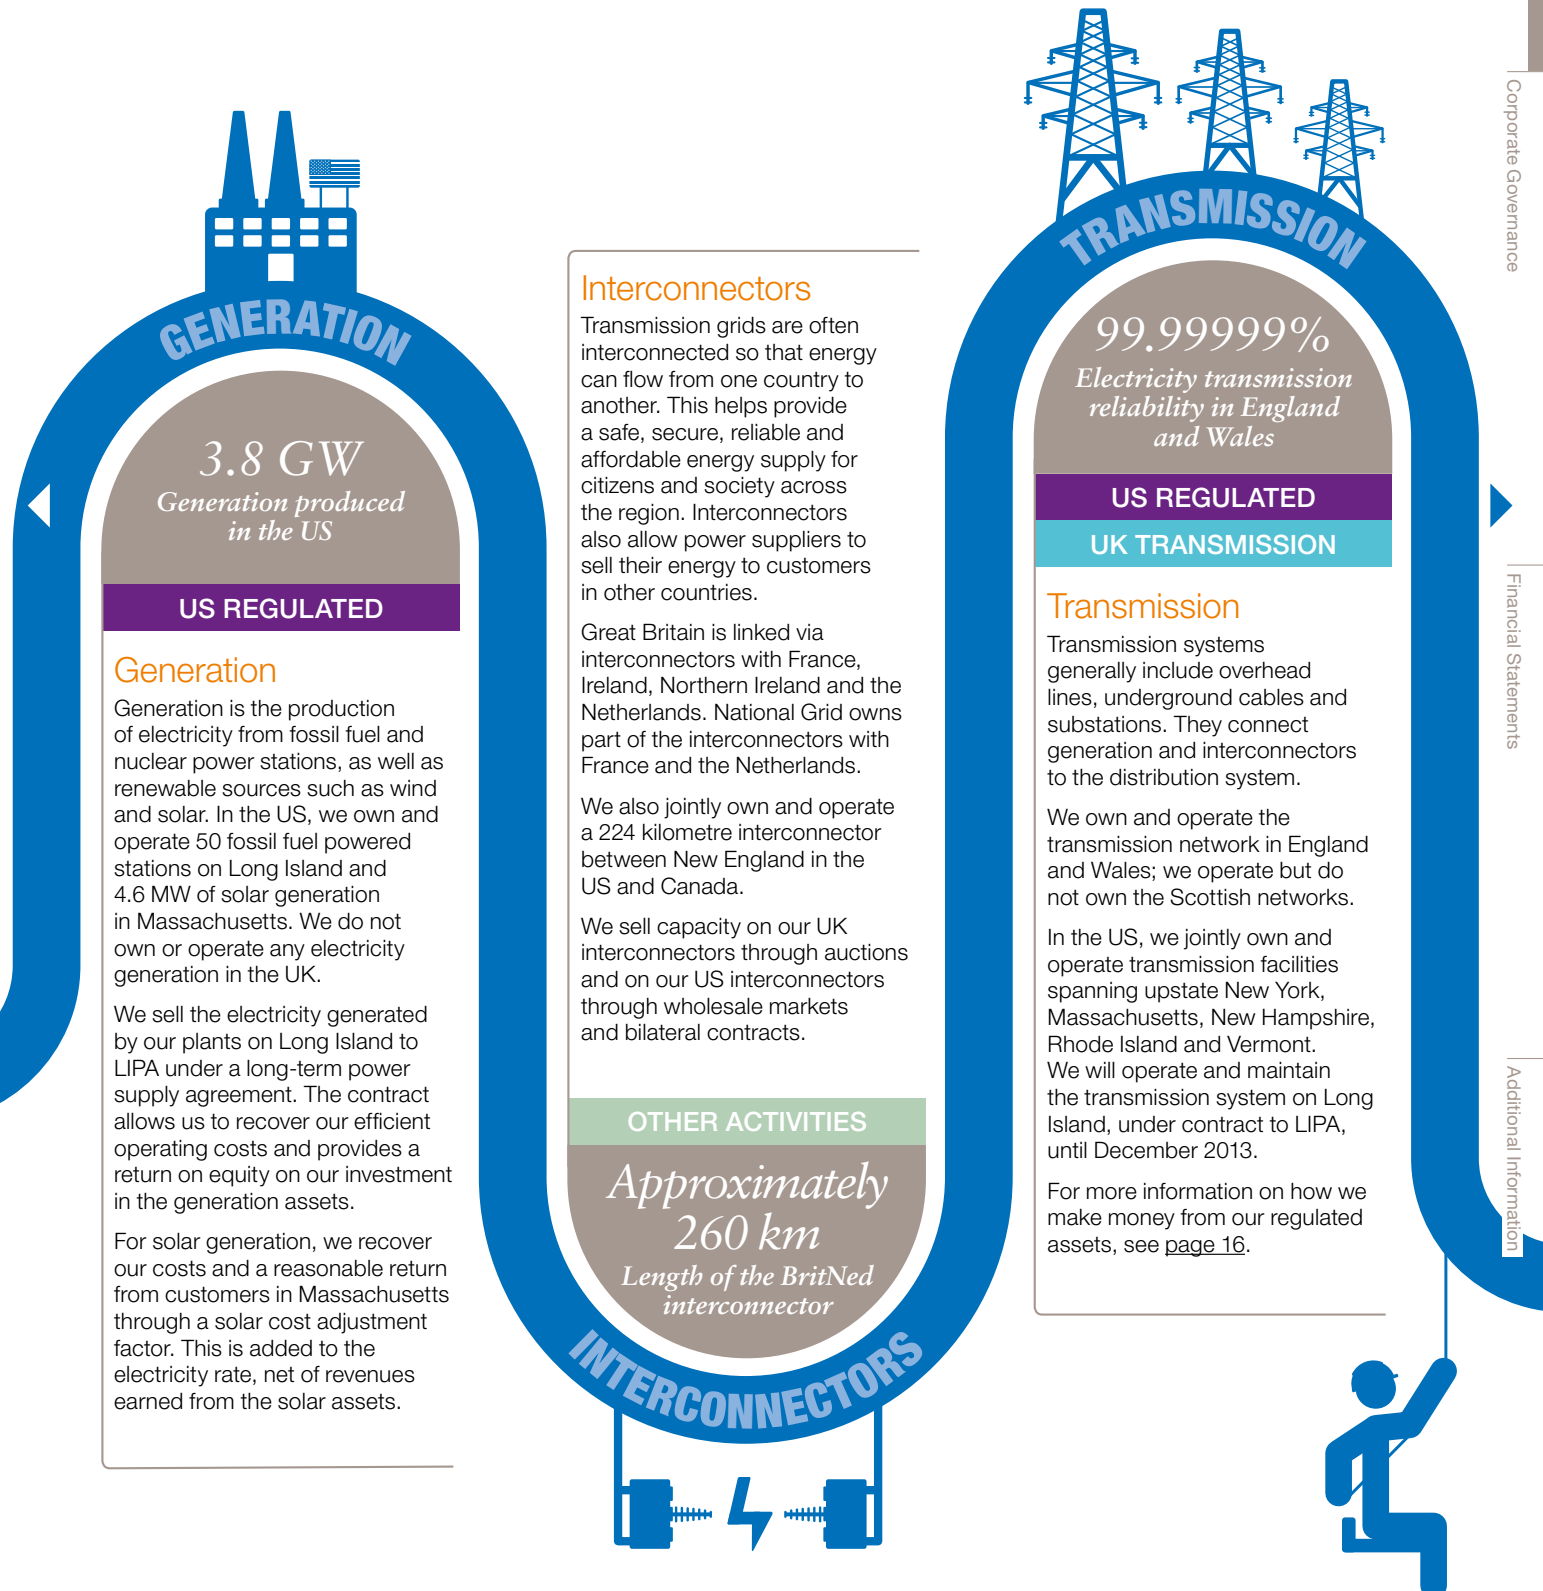 GENERATION
3.8 GW
Generation produced
in the US
US REGULATED
Generation
Generation is the production
of electricity from fossil fuel and
nuclear power stations, as well as
renewable sources such as wind
and solar. In the US, we own and
operate 50 fossil fuel powered
stations on Long Island and
4.6 MW of solar generation
in Massachusetts. We do not
own or operate any electricity
generation in the UK.
We sell the electricity generated
by our plants on Long Island to
LIPA under a long-term power
supply agreement. The contract
allows us to recover our efficient
operating costs and provides a
return on equity on our investment
in the generation assets.
For solar generation, we recover
our costs and a reasonable return
from customers in Massachusetts
through a solar cost adjustment
factor. This is added to the
electricity rate, net of revenues
earned from the solar assets.
Interconnectors
Transmission grids are often
interconnected so that energy
can flow from one country to
another. This helps provide
a safe, secure, reliable and
affordable energy supply for
citizens and society across
the region. Interconnectors
also allow power suppliers to
sell their energy to customers
in other countries.
Great Britain is linked via
interconnectors with France,
Ireland, Northern Ireland and the
Netherlands. National Grid owns
part of the interconnectors with
France and the Netherlands.
We also jointly own and operate
a 224 kilometre interconnector
between New England in the
US and Canada.
We sell capacity on our UK
interconnectors through auctions
and on our US interconnectors
through wholesale markets
and bilateral contracts.
OTHER ACTIVITIES
Approximately
260 km
Length of the BritNed
interconnector
INTERCONNECTORS
TRANSMISSION
99.99999%
Electricity transmission
reliability in England
and Wales
US REGULATED
UK TRANSMISSION
Transmission
Transmission systems
generally include overhead
lines, underground cables and
substations. They connect
generation and interconnectors
to the distribution system.
We own and operate the
transmission network in England
and Wales; we operate but do
not own the Scottish networks.
In the US, we jointly own and
operate transmission facilities
spanning upstate New York,
Massachusetts, New Hampshire,
Rhode Island and Vermont.
We will operate and maintain
the transmission system on Long
Island, under contract to LIPA,
until December 2013.
For more information on how we
make money from our regulated
assets, see page 16.
Corporate Governance
Financial Statements
Additional Information